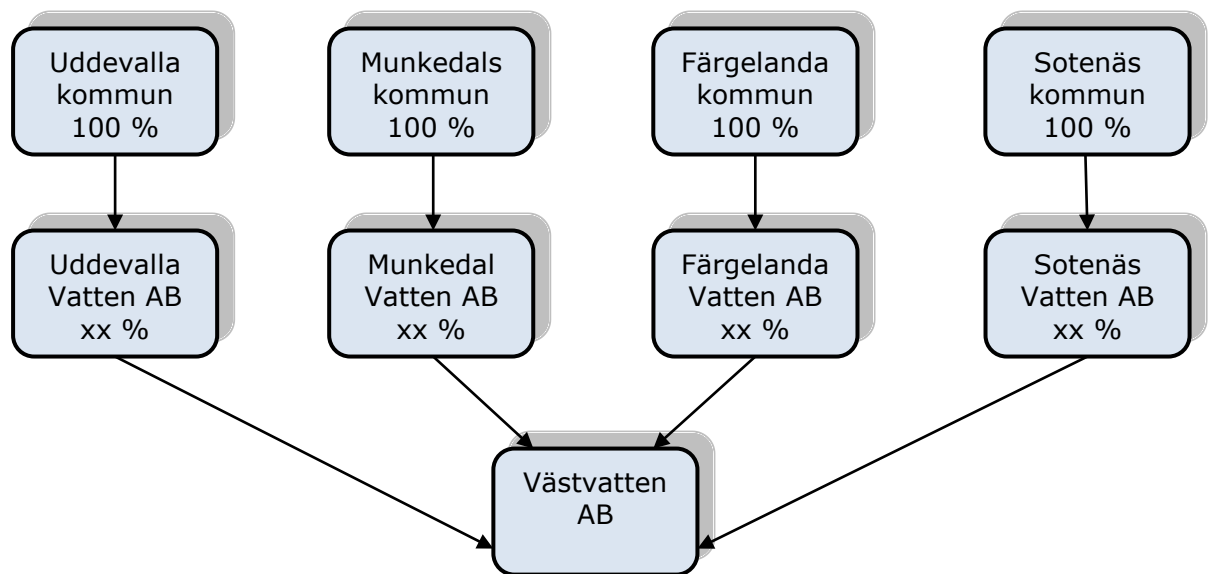 Uddevalla
kommun
100 %
Munkedals
kommun
100 %
Färgelanda
kommun
100 %
Sotenäs
kommun
100 %
Uddevalla
Vatten AB
xx %
Munkedal
Vatten AB
xx %
Färgelanda
Vatten AB
xx %
Sotenäs
Vatten AB
xx %
Västvatten
AB